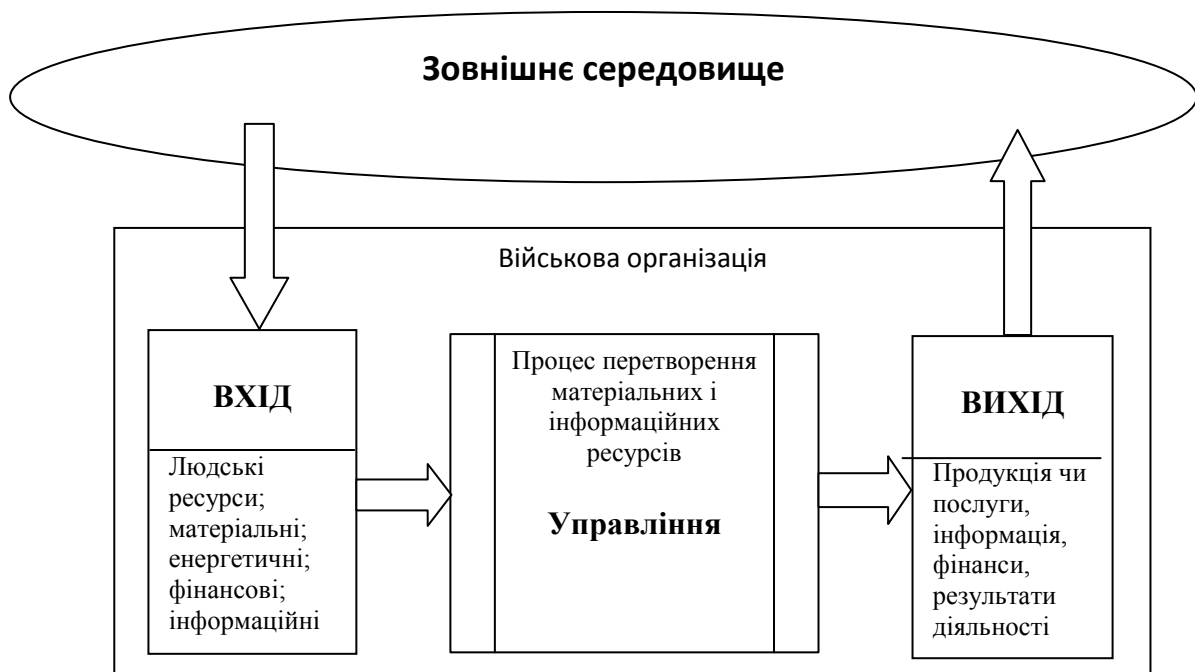 Зовнішнє середовище
Військова організація
ВХІД
Людські
ресурси;
матеріальні;
енергетичні;
фінансові;
інформаційні
Процес перетворення
матеріальних і
інформаційних
ресурсів
Управління
ВИХІД
Продукція чи
послуги,
інформація,
фінанси,
результати
діяльності